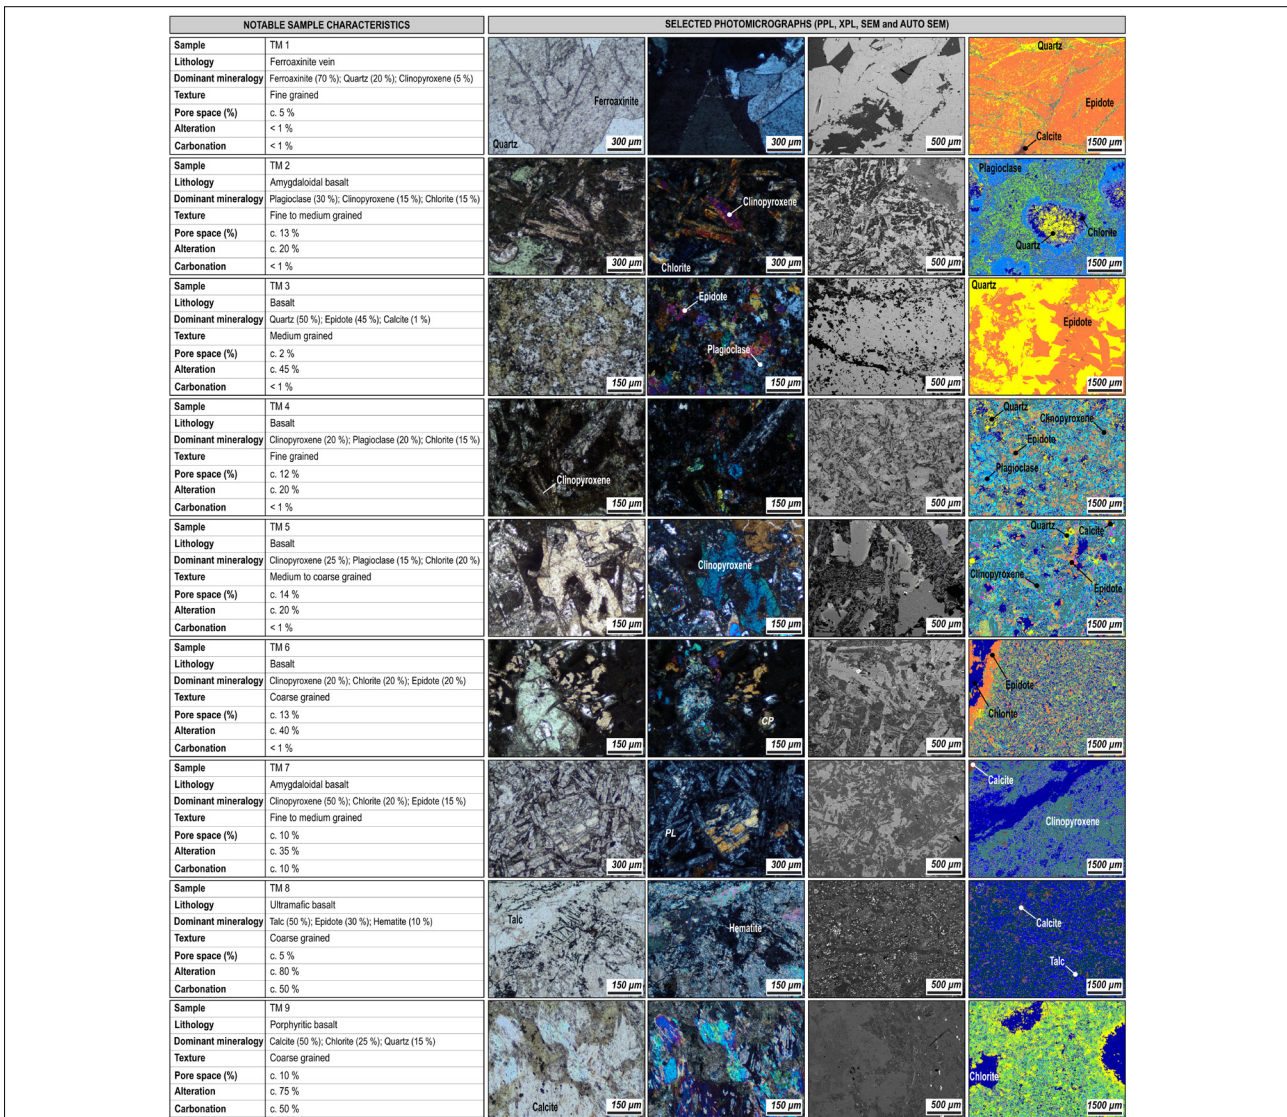 NOTABLE SAMPLE CHARACTERISTICS
SELECTED PHOTOMICROGRAPHS (PPL, XPL, SEM and AUTO SEM)
Sample TM 1
Lithology Ferroaxinite vein
Dominant mineralogy Ferroaxinite (70 %); Quartz (20 %); Clinopyroxene (5 %)
Texture Fine grained
Pore space (%) c. 5 %
Alteration < 1 %
Carbonation < 1 %
Ferroaxinite
Quartz
300 µm
300 µm
500 µm
Quartz
Epidote
Calcite
1500 µm
Sample TM 2
Lithology Amygdaloidal basalt
Dominant mineralogy Plagioclase (30 %); Clinopyroxene (15 %); Chlorite (15 %)
Texture Fine to medium grained
Pore space (%) c. 13 %
Alteration c. 20 %
Carbonation < 1 %
300 µm
Clinopyroxene
Chlorite
300 µm
500 µm
Plagioclase
Chlorite
Quartz
1500 µm
Sample TM 3
Lithology Basalt
Dominant mineralogy Quartz (50 %); Epidote (45 %); Calcite (1 %)
Texture Medium grained
Pore space (%) c. 2 %
Alteration c. 45 %
Carbonation < 1 %
150 µm
Epidote
Plagioclase
150 µm
500 µm
Quartz
Epidote
1500 µm
Sample TM 4
Lithology Basalt
Dominant mineralogy Clinopyroxene (20 %); Plagioclase (20 %); Chlorite (15 %)
Texture Fine grained
Pore space (%) c. 12 %
Alteration c. 20 %
Carbonation < 1 %
Clinopyroxene
150 µm
150 µm
500 µm
Quartz
Clinopyroxene
Epidote
Plagioclase
1500 µm
Sample TM 5
Lithology Basalt
Dominant mineralogy Clinopyroxene (25 %); Plagioclase (15 %); Chlorite (20 %)
Texture Medium to coarse grained
Pore space (%) c. 14 %
Alteration c. 20 %
Carbonation < 1 %
150 µm
Clinopyroxene
150 µm
500 µm
Quartz
Calcite
Clinopyroxene
Epidote
1500 µm
Sample TM 6
Lithology Basalt
Dominant mineralogy Clinopyroxene (20 %); Chlorite (20 %); Epidote (20 %)
Texture Coarse grained
Pore space (%) c. 13 %
Alteration c. 40 %
Carbonation < 1 %
150 µm
CP
150 µm
500 µm
Epidote
Chlorite
1500 µm
Sample TM 7
Lithology Amygdaloidal basalt
Dominant mineralogy Clinopyroxene (50 %); Chlorite (20 %); Epidote (15 %)
Texture Fine to medium grained
Pore space (%) c. 10 %
Alteration c. 35 %
Carbonation c. 10 %
300 µm
PL
300 µm
500 µm
Calcite
Clinopyroxene
1500 µm
Sample TM 8
Lithology Ultramafic basalt
Dominant mineralogy Talc (50 %); Epidote (30 %); Hematite (10 %)
Texture Coarse grained
Pore space (%) c. 5 %
Alteration c. 80 %
Carbonation c. 50 %
Talc
150 µm
Hematite
150 µm
500 µm
Calcite
Talc
1500 µm
Sample TM 9
Lithology Porphyritic basalt
Dominant mineralogy Calcite (50 %); Chlorite (25 %); Quartz (15 %)
Texture Coarse grained
Pore space (%) c. 10 %
Alteration c. 75 %
Carbonation c. 50 %
Calcite
150 µm
150 µm
500 µm
Chlorite
1500 µm